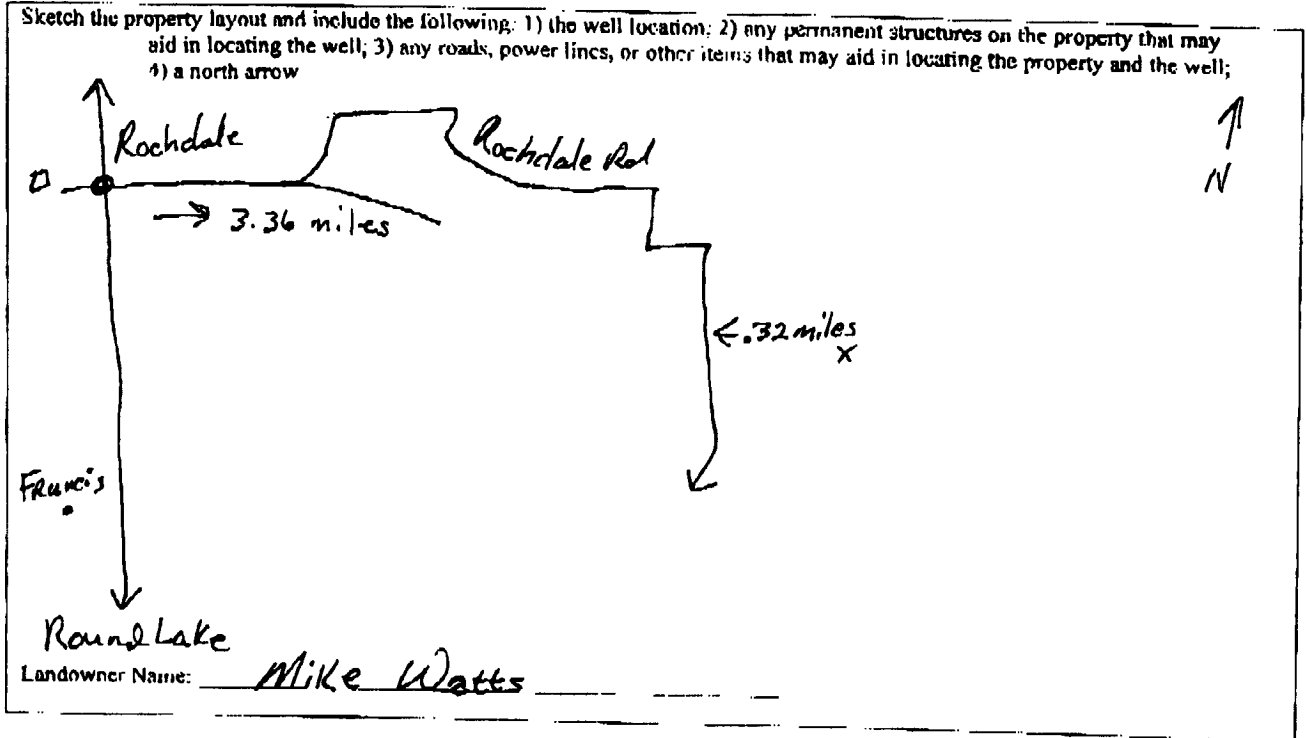 Sketch the property layout and include the following: 1) the well location; 2) any permanent structures on the property that may
aid in locating the well; 3) any roads, power lines, or other items that may aid in locating the property and the well;
4) a north arrow
Rochdale
Rochdale Rd
N
3.36 miles
.32 miles
X
Francis
Round Lake
Landowner Name: Mike Watts